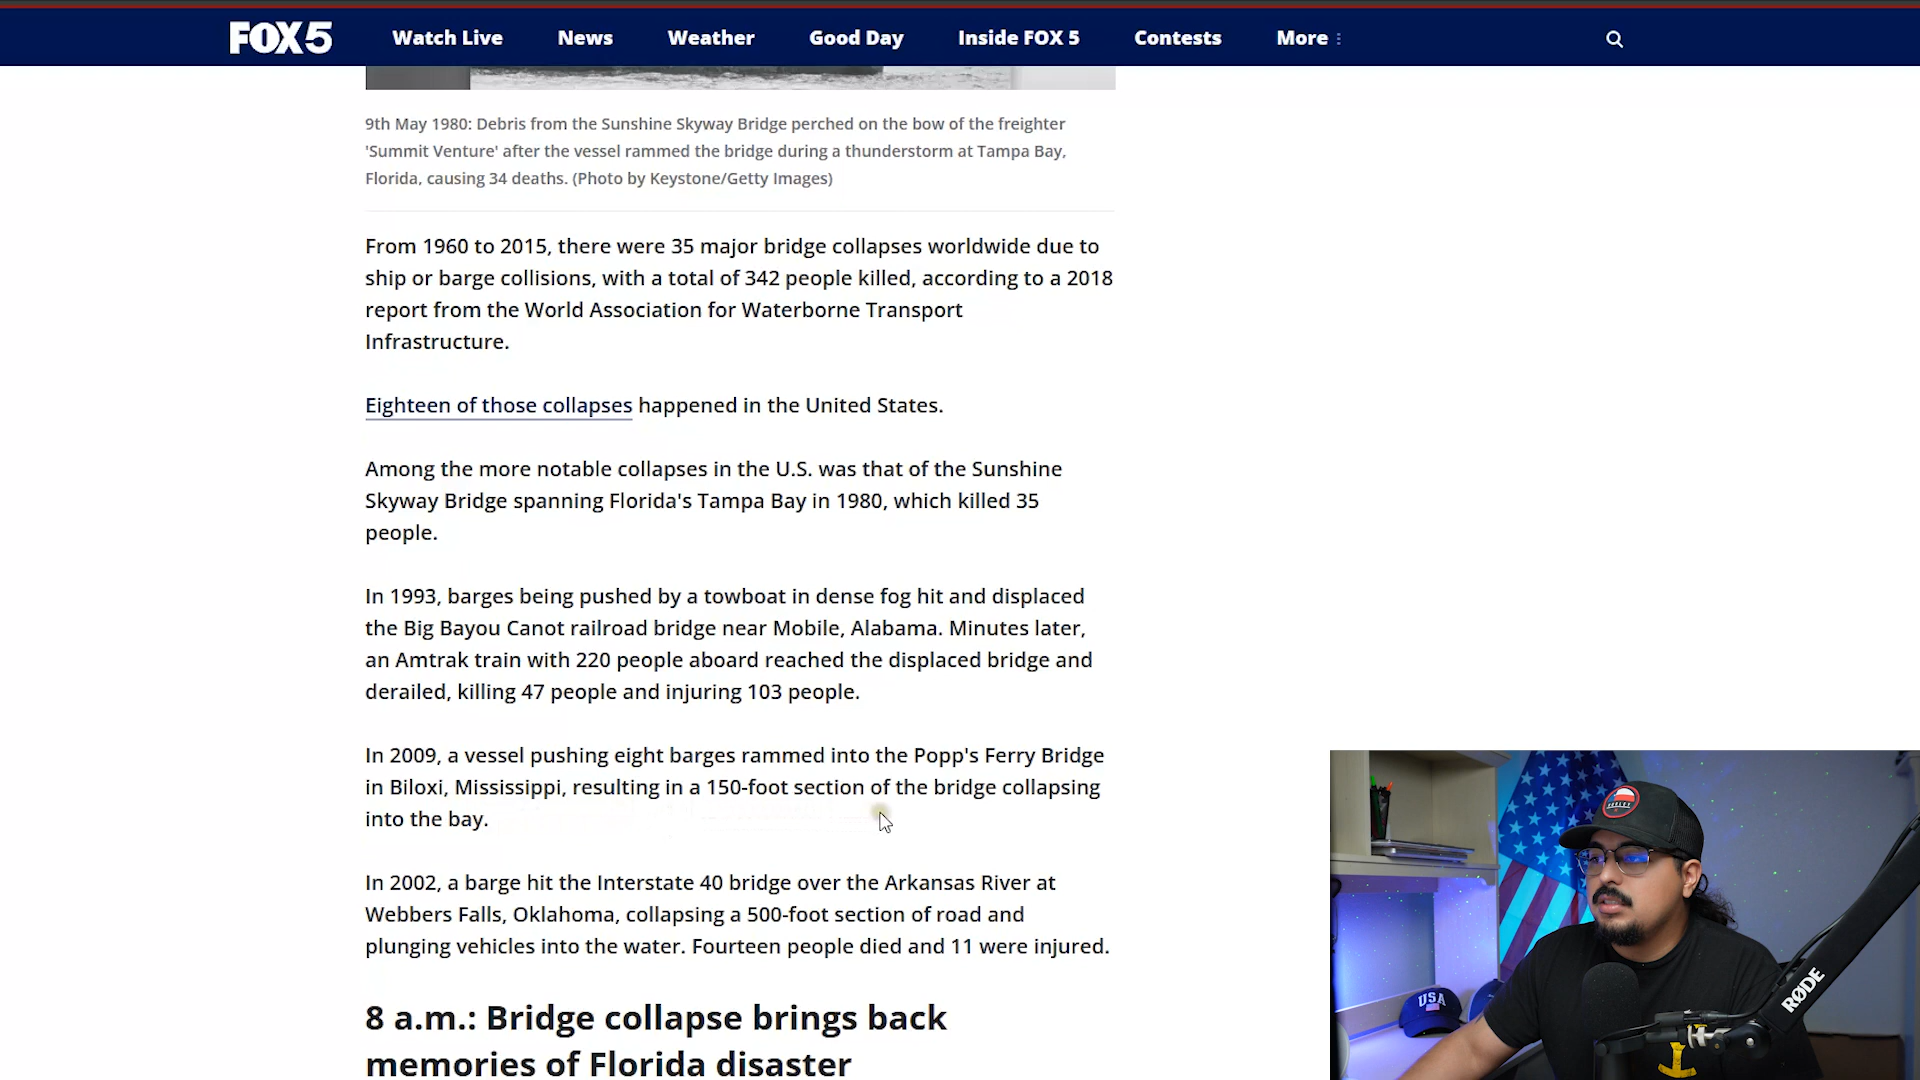 FOX 5
Watch Live
News
Weather
Good Day
Inside FOX 5
Contests
More
9th May 1980: Debris from the Sunshine Skyway Bridge perched on the bow of the freighter
'Summit Venture' after the vessel rammed the bridge during a thunderstorm at Tampa Bay,
Florida, causing 34 deaths. (Photo by Keystone/Getty Images)
From 1960 to 2015, there were 35 major bridge collapses worldwide due to
ship or barge collisions, with a total of 342 people killed, according to a 2018
report from the World Association for Waterborne Transport
Infrastructure.
Eighteen of those collapses happened in the United States.
Among the more notable collapses in the U.S. was that of the Sunshine
Skyway Bridge spanning Florida's Tampa Bay in 1980, which killed 35
people.
In 1993, barges being pushed by a towboat in dense fog hit and displaced
the Big Bayou Canot railroad bridge near Mobile, Alabama. Minutes later,
an Amtrak train with 220 people aboard reached the displaced bridge and
derailed, killing 47 people and injuring 103 people.
In 2009, a vessel pushing eight barges rammed into the Popp's Ferry Bridge
in Biloxi, Mississippi, resulting in a 150-foot section of the bridge collapsing
into the bay.
In 2002, a barge hit the Interstate 40 bridge over the Arkansas River at
Webbers Falls, Oklahoma, collapsing a 500-foot section of road and
plunging vehicles into the water. Fourteen people died and 11 were injured.
8 a.m.: Bridge collapse brings back
memories of Florida disaster
USA
RØDE